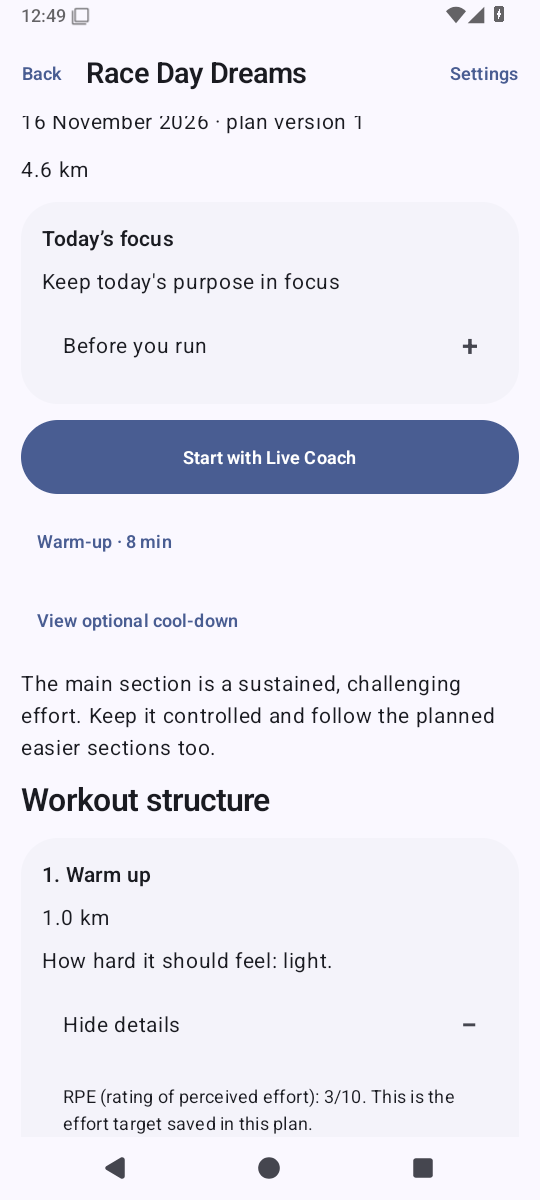 12:49
Back
Race Day Dreams
Settings
16 November 2026 · plan version 1
4.6 km
Today’s focus
Keep today's purpose in focus
Before you run
+
Start with Live Coach
Warm-up · 8 min
View optional cool-down
The main section is a sustained, challenging
effort. Keep it controlled and follow the planned
easier sections too.
Workout structure
1. Warm up
1.0 km
How hard it should feel: light.
Hide details
−
RPE (rating of perceived effort): 3/10. This is the
effort target saved in this plan.